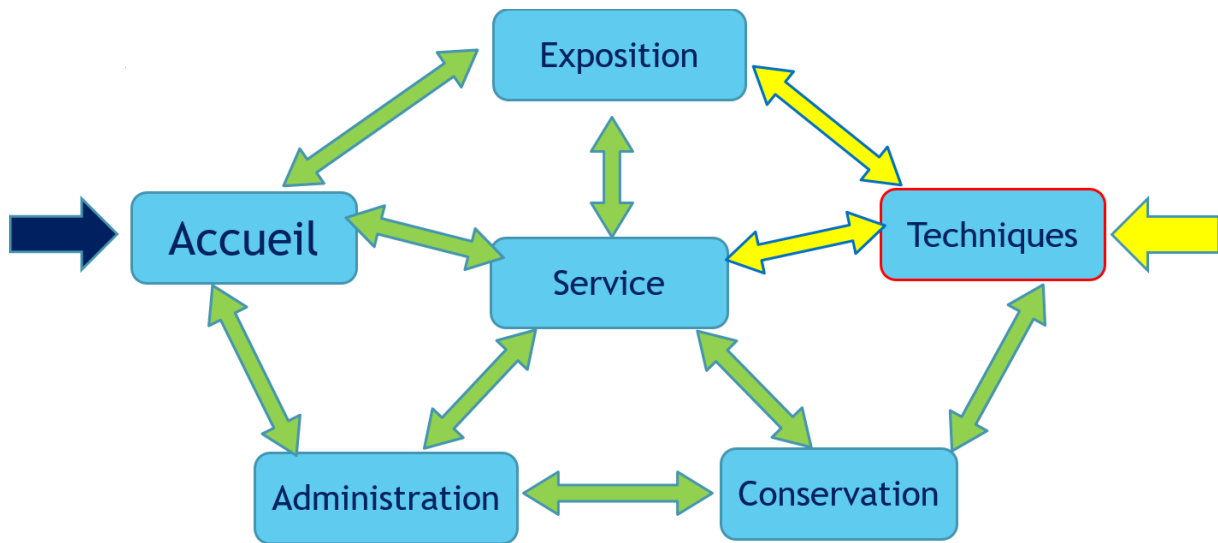 Exposition
Accueil
Techniques
Service
Administration
Conservation